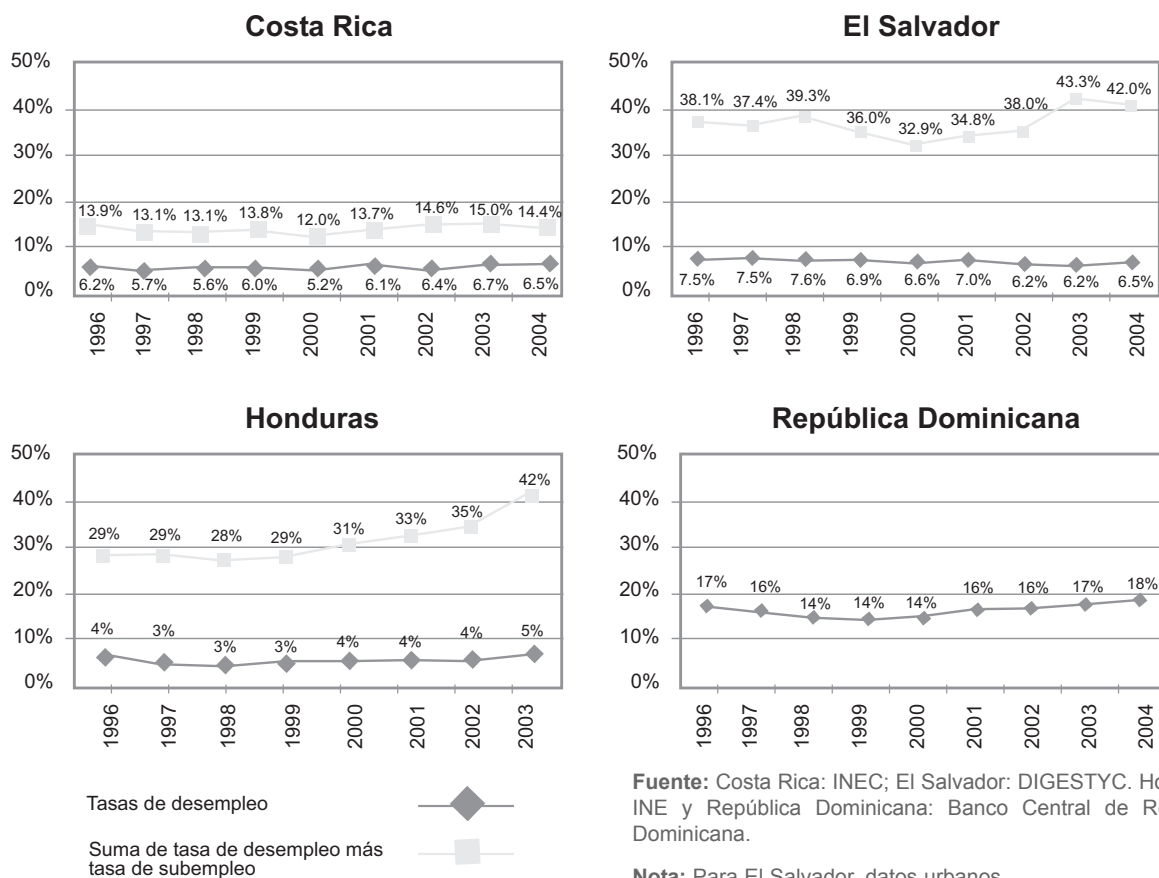 Costa Rica
50%
40%
30%
20%
10%
0%
13.9% 13.1% 13.1% 13.8% 12.0% 13.7% 14.6% 15.0% 14.4%
6.2% 5.7% 5.6% 6.0% 5.2% 6.1% 6.4% 6.7% 6.5%
1996 1997 1998 1999 2000 2001 2002 2003 2004
El Salvador
50%
40%
30%
20%
10%
0%
38.1% 37.4% 39.3% 36.0% 32.9% 34.8% 38.0% 43.3% 42.0%
7.5% 7.5% 7.6% 6.9% 6.6% 7.0% 6.2% 6.2% 6.5%
1996 1997 1998 1999 2000 2001 2002 2003 2004
Honduras
50%
40%
30%
20%
10%
0%
29% 29% 28% 29% 31% 33% 35% 42%
4% 3% 3% 3% 4% 4% 4% 5%
1996 1997 1998 1999 2000 2001 2002 2003
República Dominicana
50%
40%
30%
20%
10%
0%
17% 16% 14% 14% 14% 16% 16% 17% 18%
1996 1997 1998 1999 2000 2001 2002 2003 2004
Tasas de desempleo
Suma de tasa de desempleo más
tasa de subempleo
Fuente: Costa Rica: INEC; El Salvador: DIGESTYC.
INE y República Dominicana: Banco Central de
Dominicana.
Nota: Para El Salvador, datos urbanos